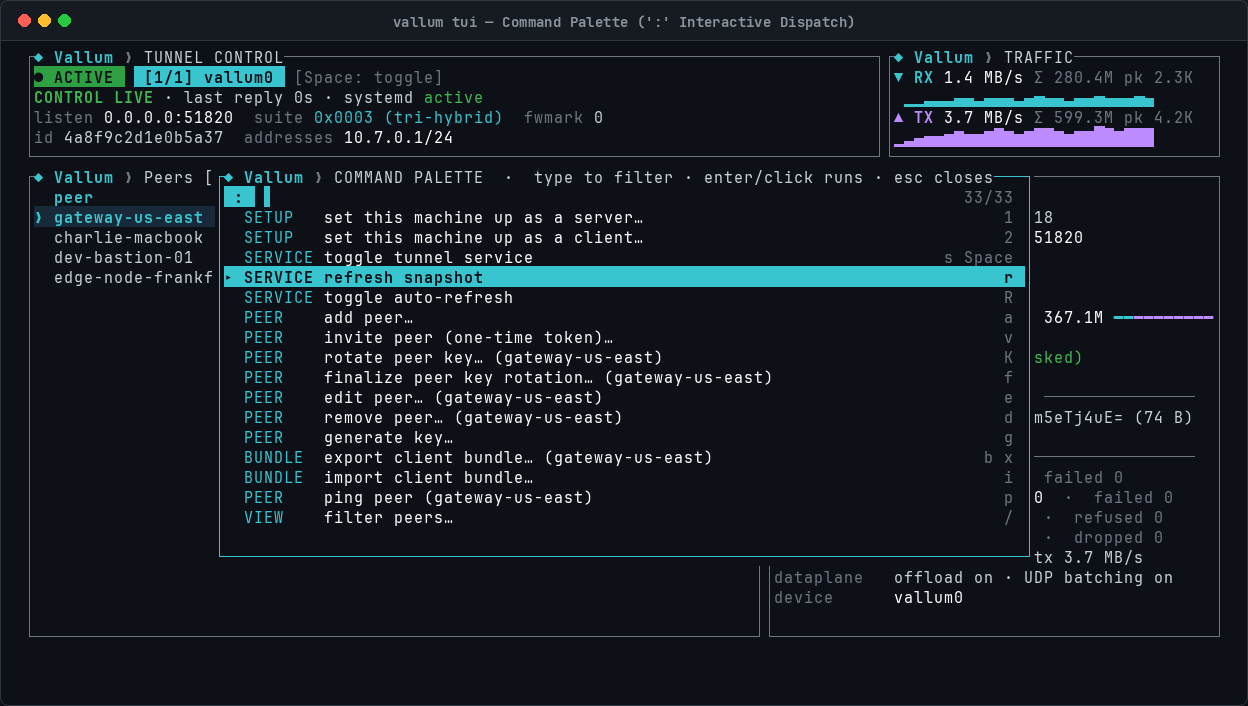 vallum tui — Command Palette (':' Interactive Dispatch)
◆ Vallum ❫ TUNNEL CONTROL
● ACTIVE [1/1] vallum0 [Space: toggle]
CONTROL LIVE · last reply 0s · systemd active
listen 0.0.0.0:51820 suite 0x0003 (tri-hybrid) fwmark 0
id 4a8f9c2d1e0b5a37 addresses 10.7.0.1/24
◆ Vallum ❫ TRAFFIC
▼ RX 1.4 MB/s Σ 280.4M pk 2.3K
▲ TX 3.7 MB/s Σ 599.3M pk 4.2K
◆ Vallum ❫ Peers [
peer
❫ gateway-us-east
charlie-macbook
dev-bastion-01
edge-node-frankf
◆ Vallum ❫ COMMAND PALETTE · type to filter · enter/click runs · esc closes
: 33/33
SETUP set this machine up as a server… 1
SETUP set this machine up as a client… 2
SERVICE toggle tunnel service s Space
▸ SERVICE refresh snapshot r
SERVICE toggle auto-refresh R
PEER add peer… a
PEER invite peer (one-time token)… v
PEER rotate peer key… (gateway-us-east) K
PEER finalize peer key rotation… (gateway-us-east) f
PEER edit peer… (gateway-us-east) e
PEER remove peer… (gateway-us-east) d
PEER generate key… g
BUNDLE export client bundle… (gateway-us-east) b x
BUNDLE import client bundle… i
PEER ping peer (gateway-us-east) p
VIEW filter peers… /
18
51820
367.1M
sked)
m5eTj4uE= (74 B)
failed 0
0 · failed 0
· refused 0
· dropped 0
tx 3.7 MB/s
dataplane offload on · UDP batching on
device vallum0